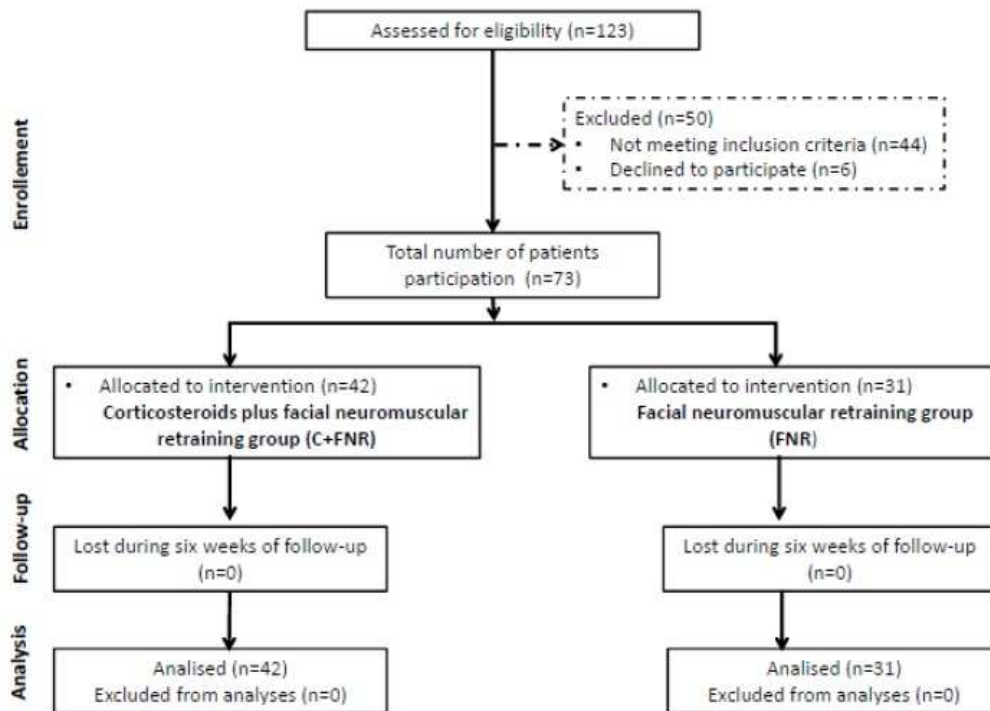 Assessed for eligibility (n=123)
Enrollement
Excluded (n=50)
• Not meeting inclusion criteria (n=44)
• Declined to participate (n=6)
Total number of patients
participation (n=73)
Allocation
• Allocated to intervention (n=42)
Corticosteroids plus facial neuromuscular
retraining group (C+FNR)
• Allocated to intervention (n=31)
Facial neuromuscular retraining group
(FNR)
Follow-up
Lost during six weeks of follow-up
(n=0)
Lost during six weeks of follow-up
(n=0)
Analysis
Analised (n=42)
Excluded from analyses (n=0)
Analised (n=31)
Excluded from analyses (n=0)